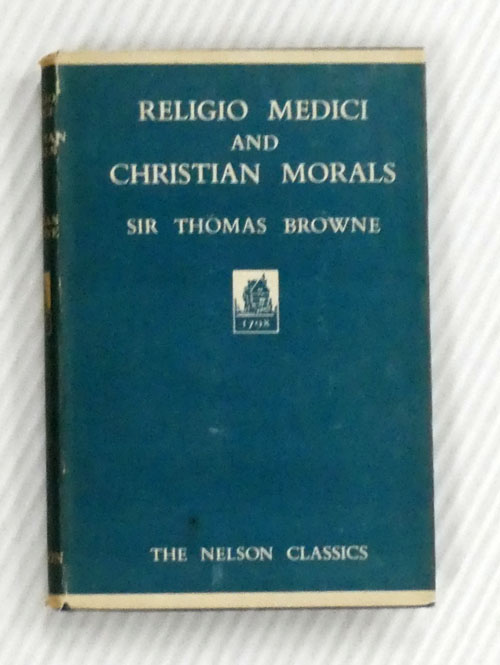 RELIGIO MEDICI
AND
CHRISTIAN MORALS
SIR THOMAS BROWNE
1798
THE NELSON CLASSICS